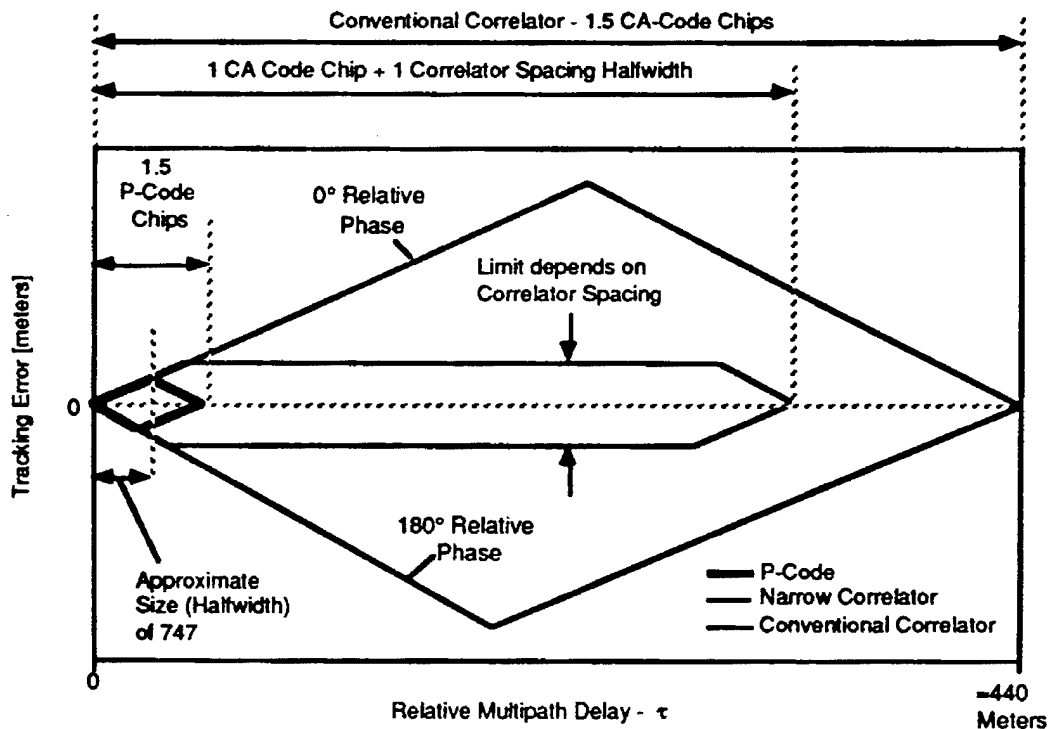 Conventional Correlator - 1.5 CA-Code Chips
1 CA Code Chip + 1 Correlator Spacing Halfwidth
1.5
P-Code
Chips
0° Relative
Phase
Limit depends on
Correlator Spacing
Tracking Error [meters]
0
180° Relative
Phase
Approximate
Size (Halfwidth)
of 747
P-Code
Narrow Correlator
Conventional Correlator
0
Relative Multipath Delay - τ
=440
Meters